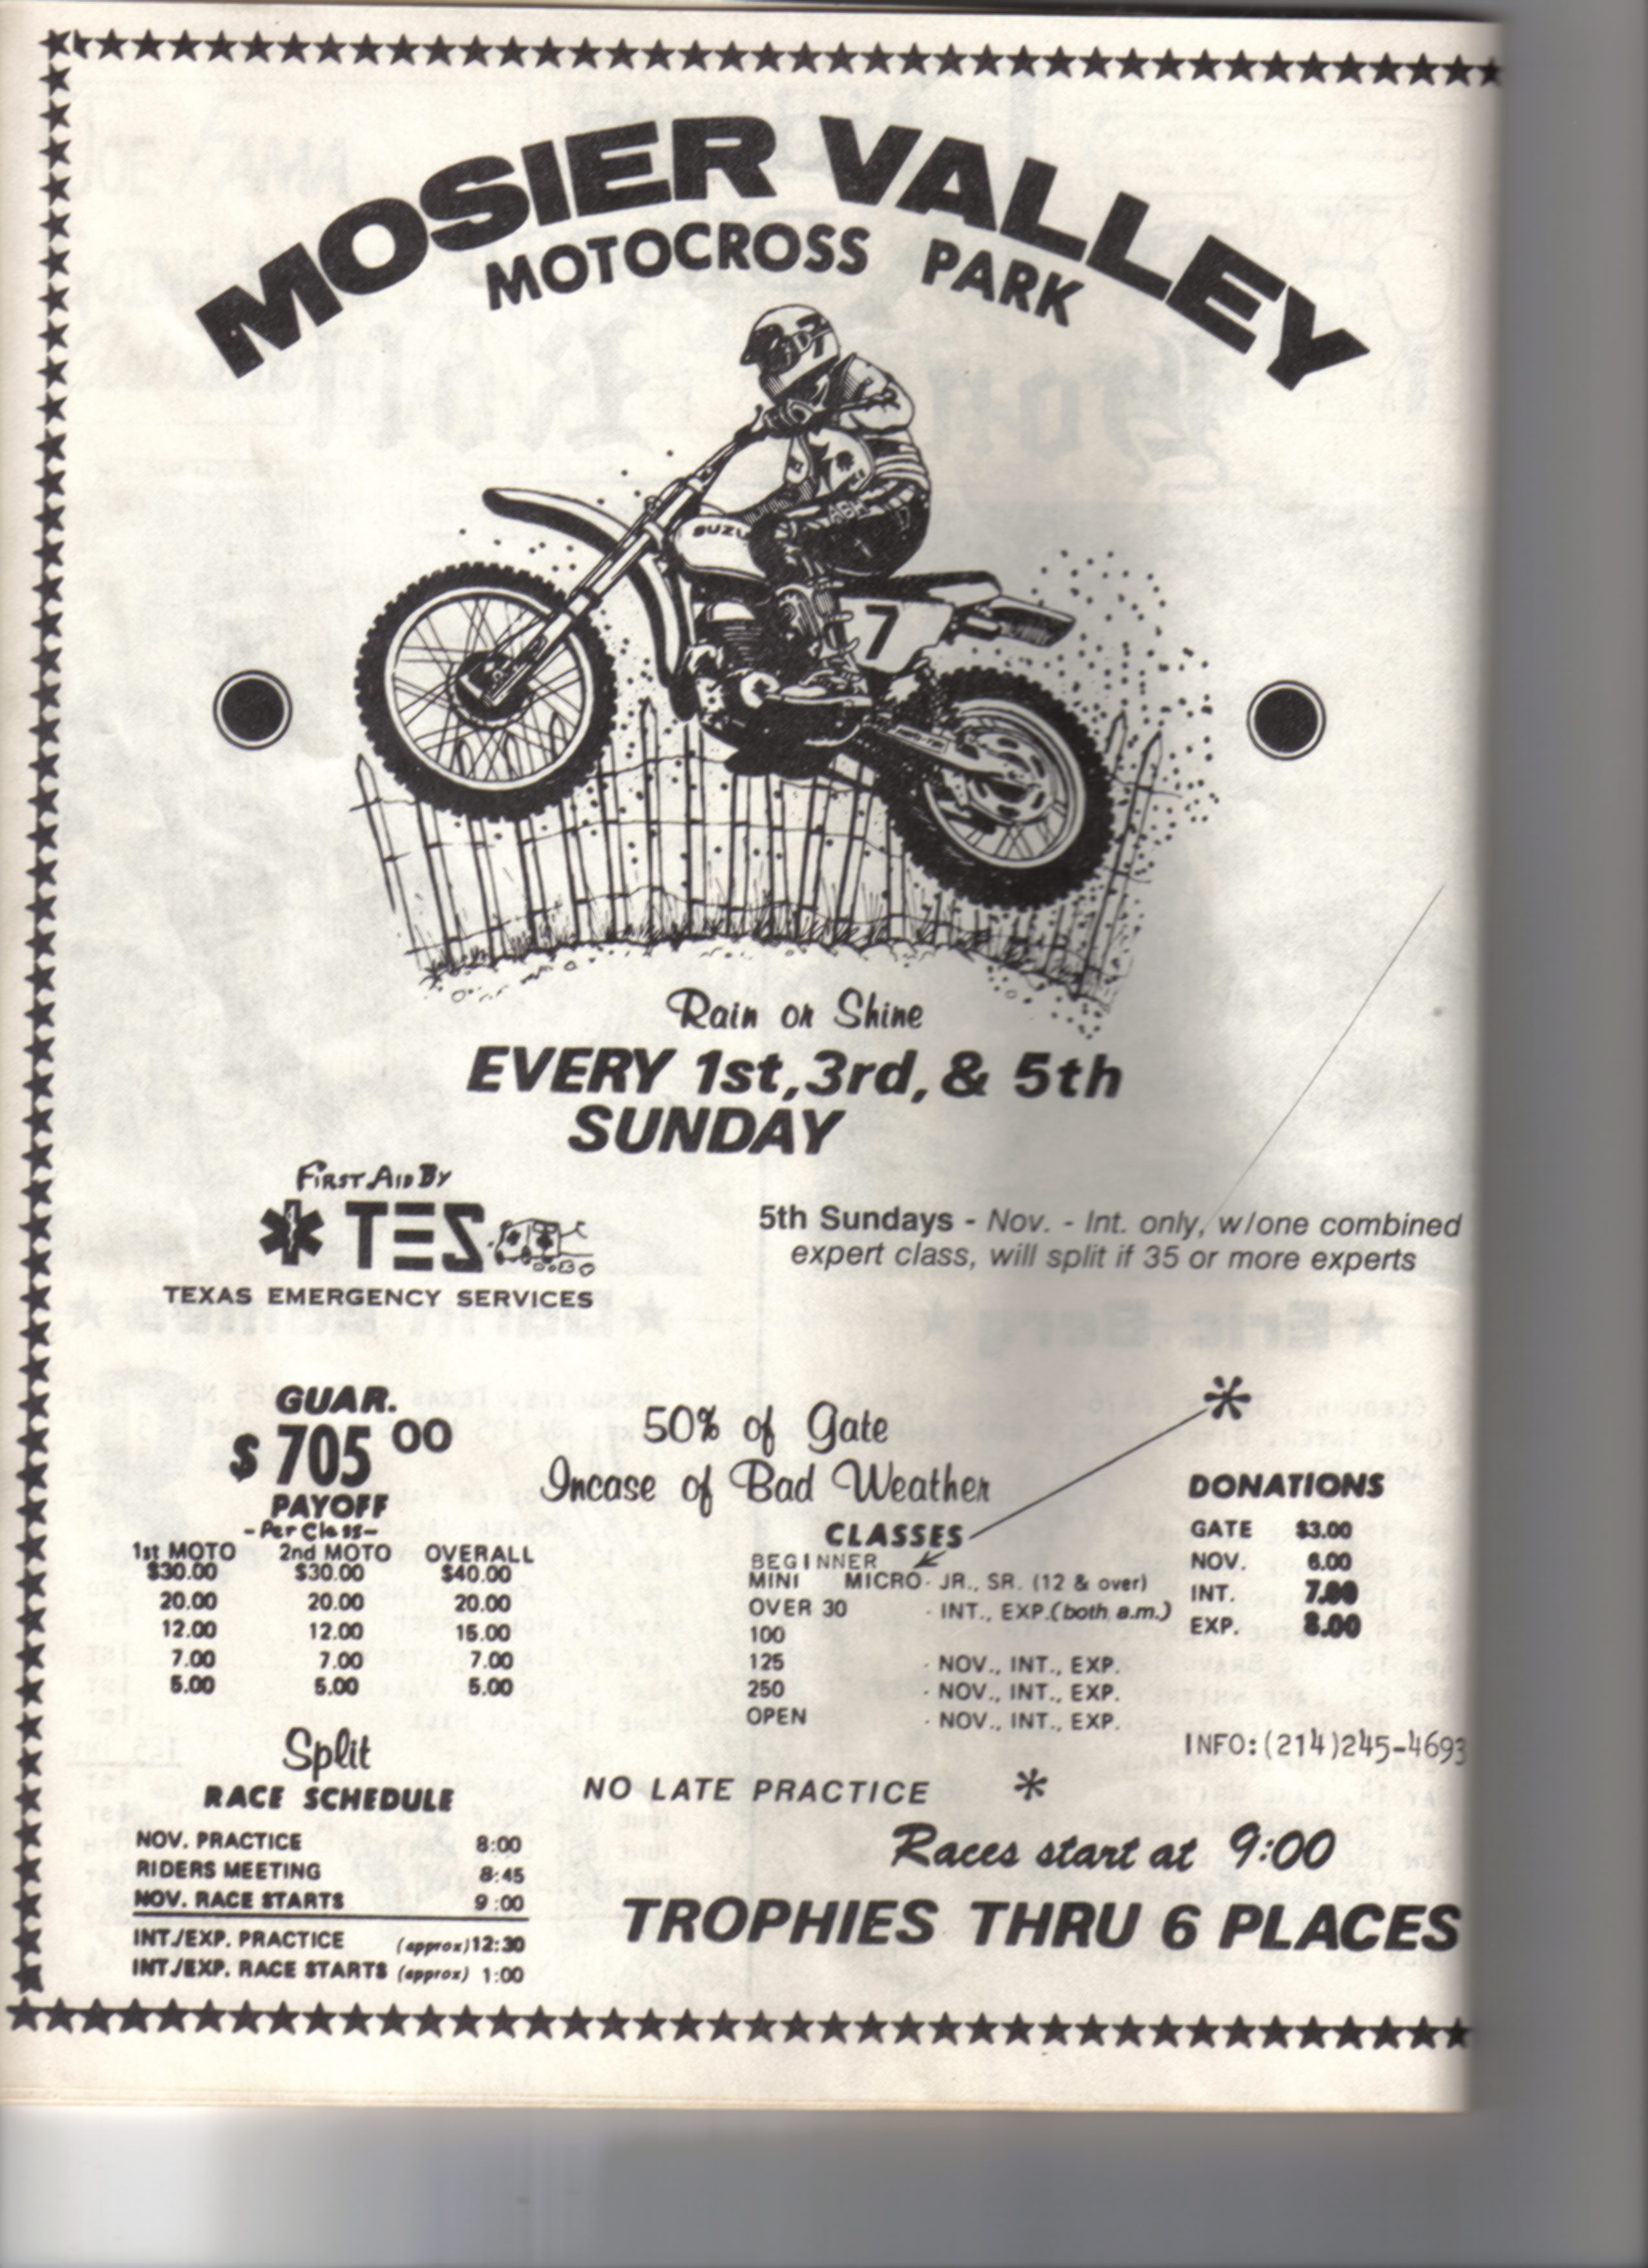 MOSIER VALLEY
MOTOCROSS PARK
SUZU
7
Rain or Shine
EVERY 1st, 3rd, & 5th
SUNDAY
FIRST AID BY
TES
TEXAS EMERGENCY SERVICES
5th Sundays - Nov. - Int. only, w/one combined
expert class, will split if 35 or more experts
GUAR.
$705 00
PAYOFF
-Per Class-
1st MOTO 2nd MOTO OVERALL
$30.00 $30.00 $40.00
20.00 20.00 20.00
12.00 12.00 15.00
7.00 7.00 7.00
5.00 5.00 5.00
50% of Gate
Incase of Bad Weather
*
CLASSES
BEGINNER
MINI MICRO- JR., SR. (12 & over)
OVER 30 - INT., EXP.(both a.m.)
100
125 - NOV., INT., EXP.
250 - NOV., INT., EXP.
OPEN - NOV., INT., EXP.
DONATIONS
GATE $3.00
NOV. 6.00
INT. 7.00
EXP. 8.00
INFO:(214)245-4693
Split
RACE SCHEDULE
NOV. PRACTICE 8:00
RIDERS MEETING 8:45
NOV. RACE STARTS 9:00
INT./EXP. PRACTICE (approx)12:30
INT./EXP. RACE STARTS (approx) 1:00
NO LATE PRACTICE *
Races start at 9:00
TROPHIES THRU 6 PLACES